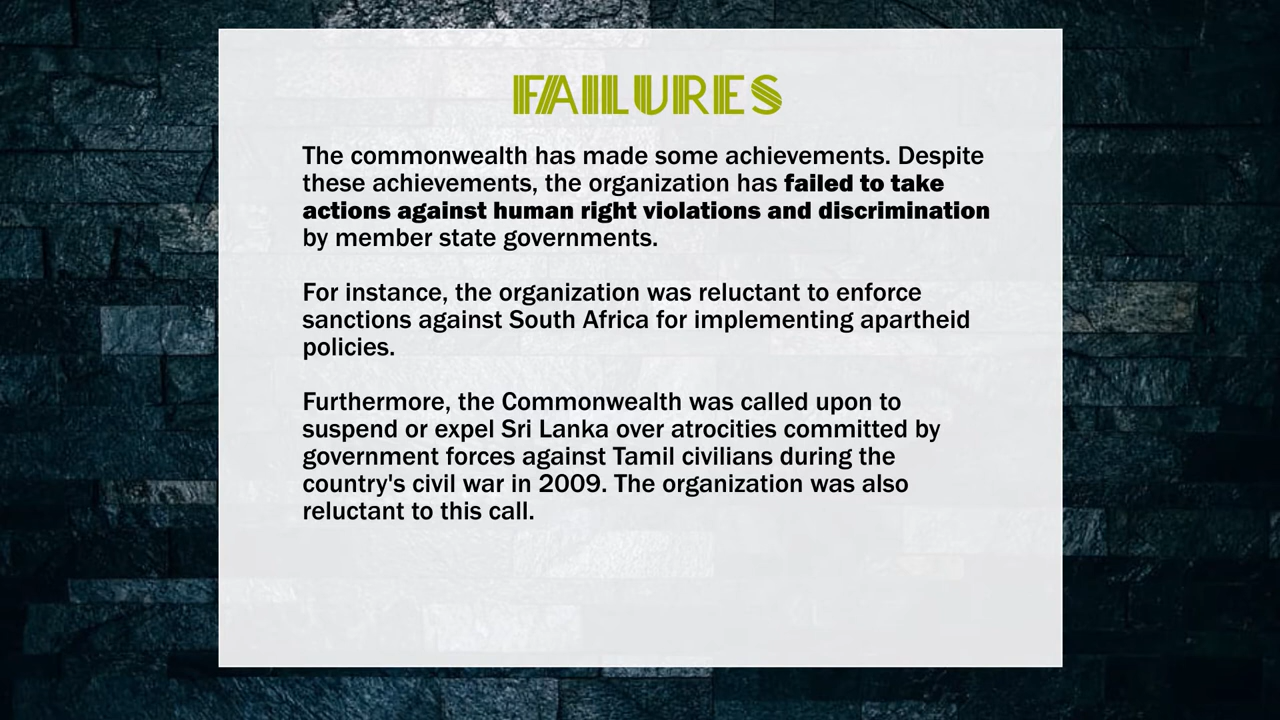 FAILURES
The commonwealth has made some achievements. Despite
these achievements, the organization has failed to take
actions against human right violations and discrimination
by member state governments.
For instance, the organization was reluctant to enforce
sanctions against South Africa for implementing apartheid
policies.
Furthermore, the Commonwealth was called upon to
suspend or expel Sri Lanka over atrocities committed by
government forces against Tamil civilians during the
country's civil war in 2009. The organization was also
reluctant to this call.